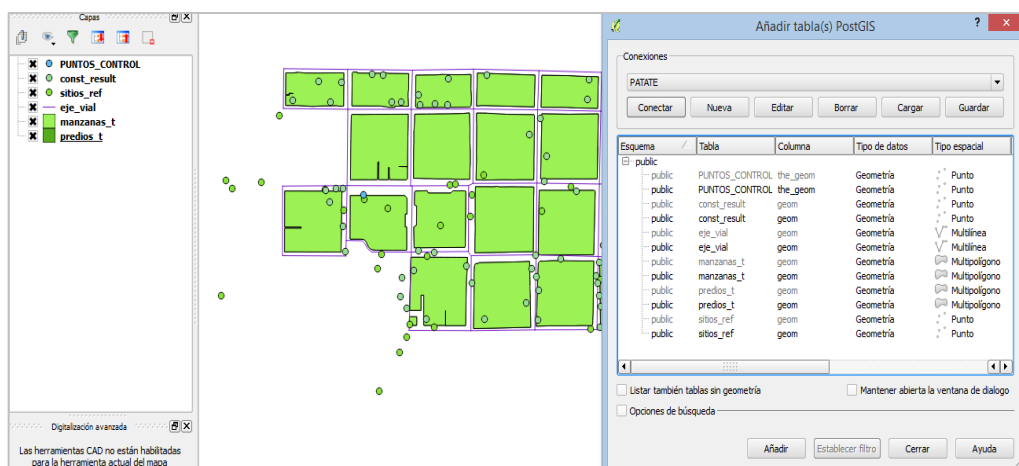 Capas
PUNTOS_CONTROL
const_result
sitios_ref
eje_vial
manzanas_t
predios_t
Digitalización avanzada
Las herramientas CAD no están habilitadas
para la herramienta actual del mapa
Añadir tabla(s) PostGIS
?
Conexiones
PATATE
Conectar Nueva Editar Borrar Cargar Guardar
Esquema Tabla Columna Tipo de datos Tipo espacial
public
public PUNTOS_CONTROL the_geom Geometría Punto
public PUNTOS_CONTROL the_geom Geometría Punto
public const_result geom Geometría Punto
public const_result geom Geometría Punto
public eje_vial geom Geometría Multilínea
public eje_vial geom Geometría Multilínea
public manzanas_t geom Geometría Multipolígono
public manzanas_t geom Geometría Multipolígono
public predios_t geom Geometría Multipolígono
public predios_t geom Geometría Multipolígono
public sitios_ref geom Geometría Punto
public sitios_ref geom Geometría Punto
Listar también tablas sin geometría
Mantener abierta la ventana de dialogo
Opciones de búsqueda
Añadir Establecer filtro Cerrar Ayuda